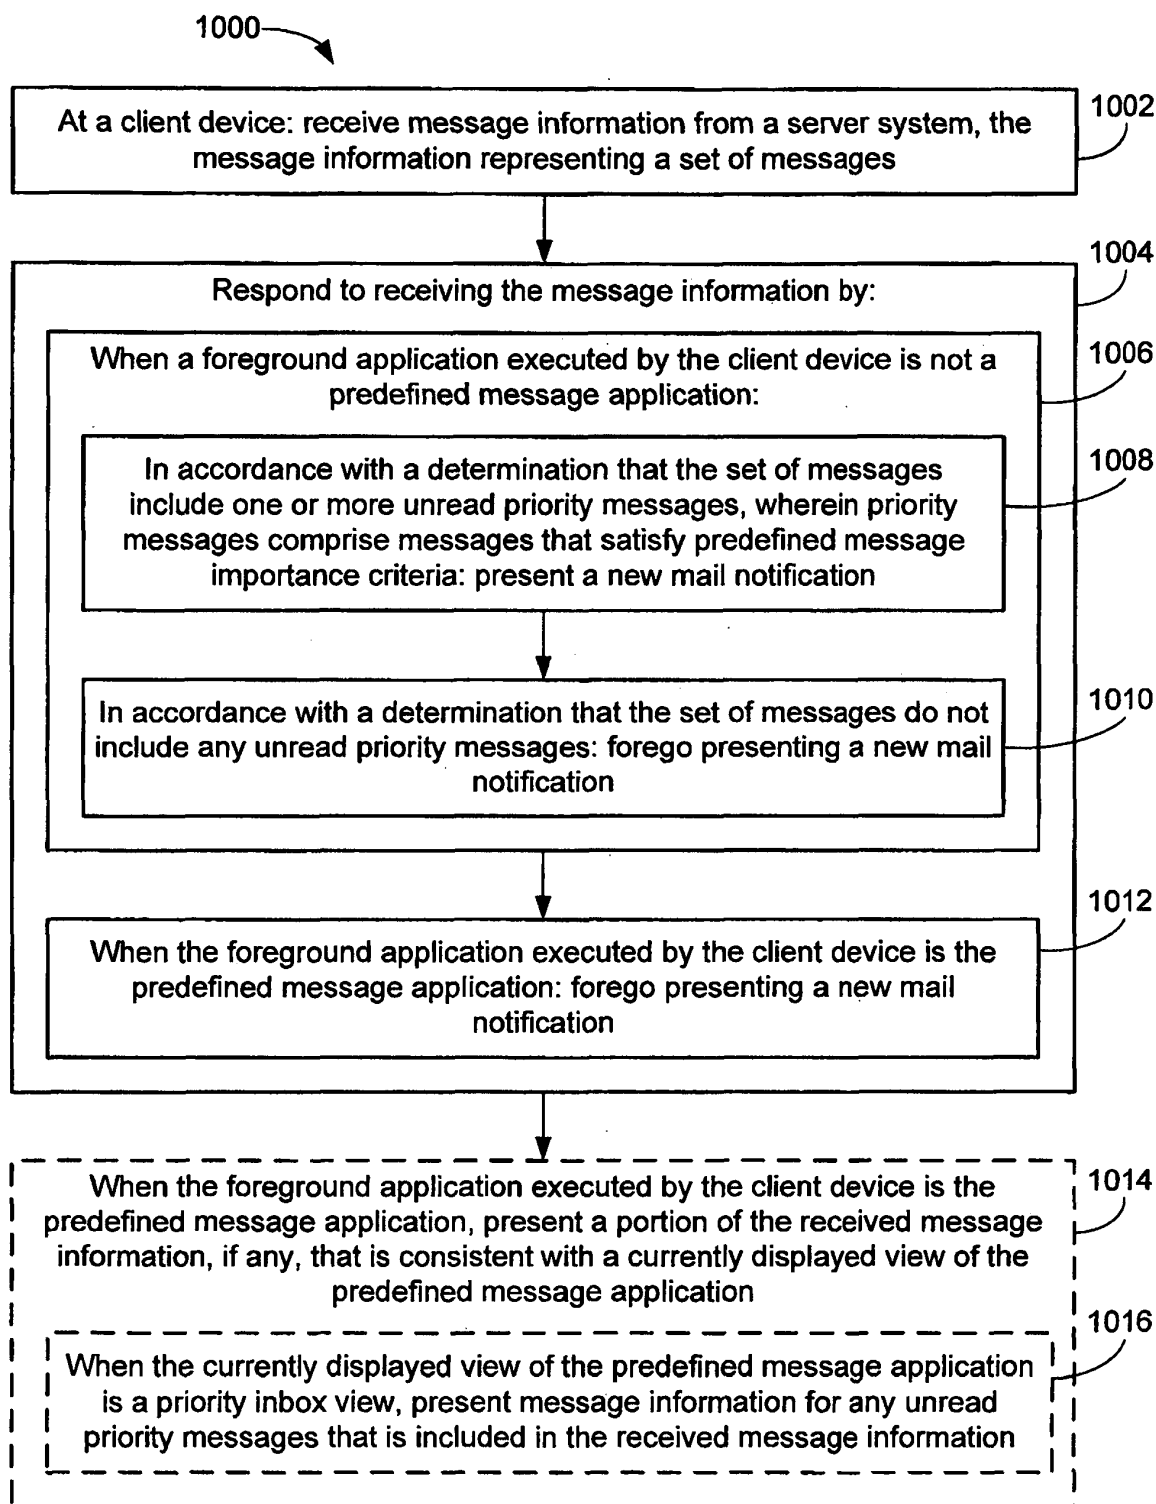 1000
1002
At a client device: receive message information from a server system, the
message information representing a set of messages
1004
Respond to receiving the message information by:
1006
When a foreground application executed by the client device is not a
predefined message application:
1008
In accordance with a determination that the set of messages
include one or more unread priority messages, wherein priority
messages comprise messages that satisfy predefined message
importance criteria: present a new mail notification
1010
In accordance with a determination that the set of messages do not
include any unread priority messages: forego presenting a new mail
notification
1012
When the foreground application executed by the client device is the
predefined message application: forego presenting a new mail
notification
1014
When the foreground application executed by the client device is the
predefined message application, present a portion of the received message
information, if any, that is consistent with a currently displayed view of the
predefined message application
1016
When the currently displayed view of the predefined message application
is a priority inbox view, present message information for any unread
priority messages that is included in the received message information